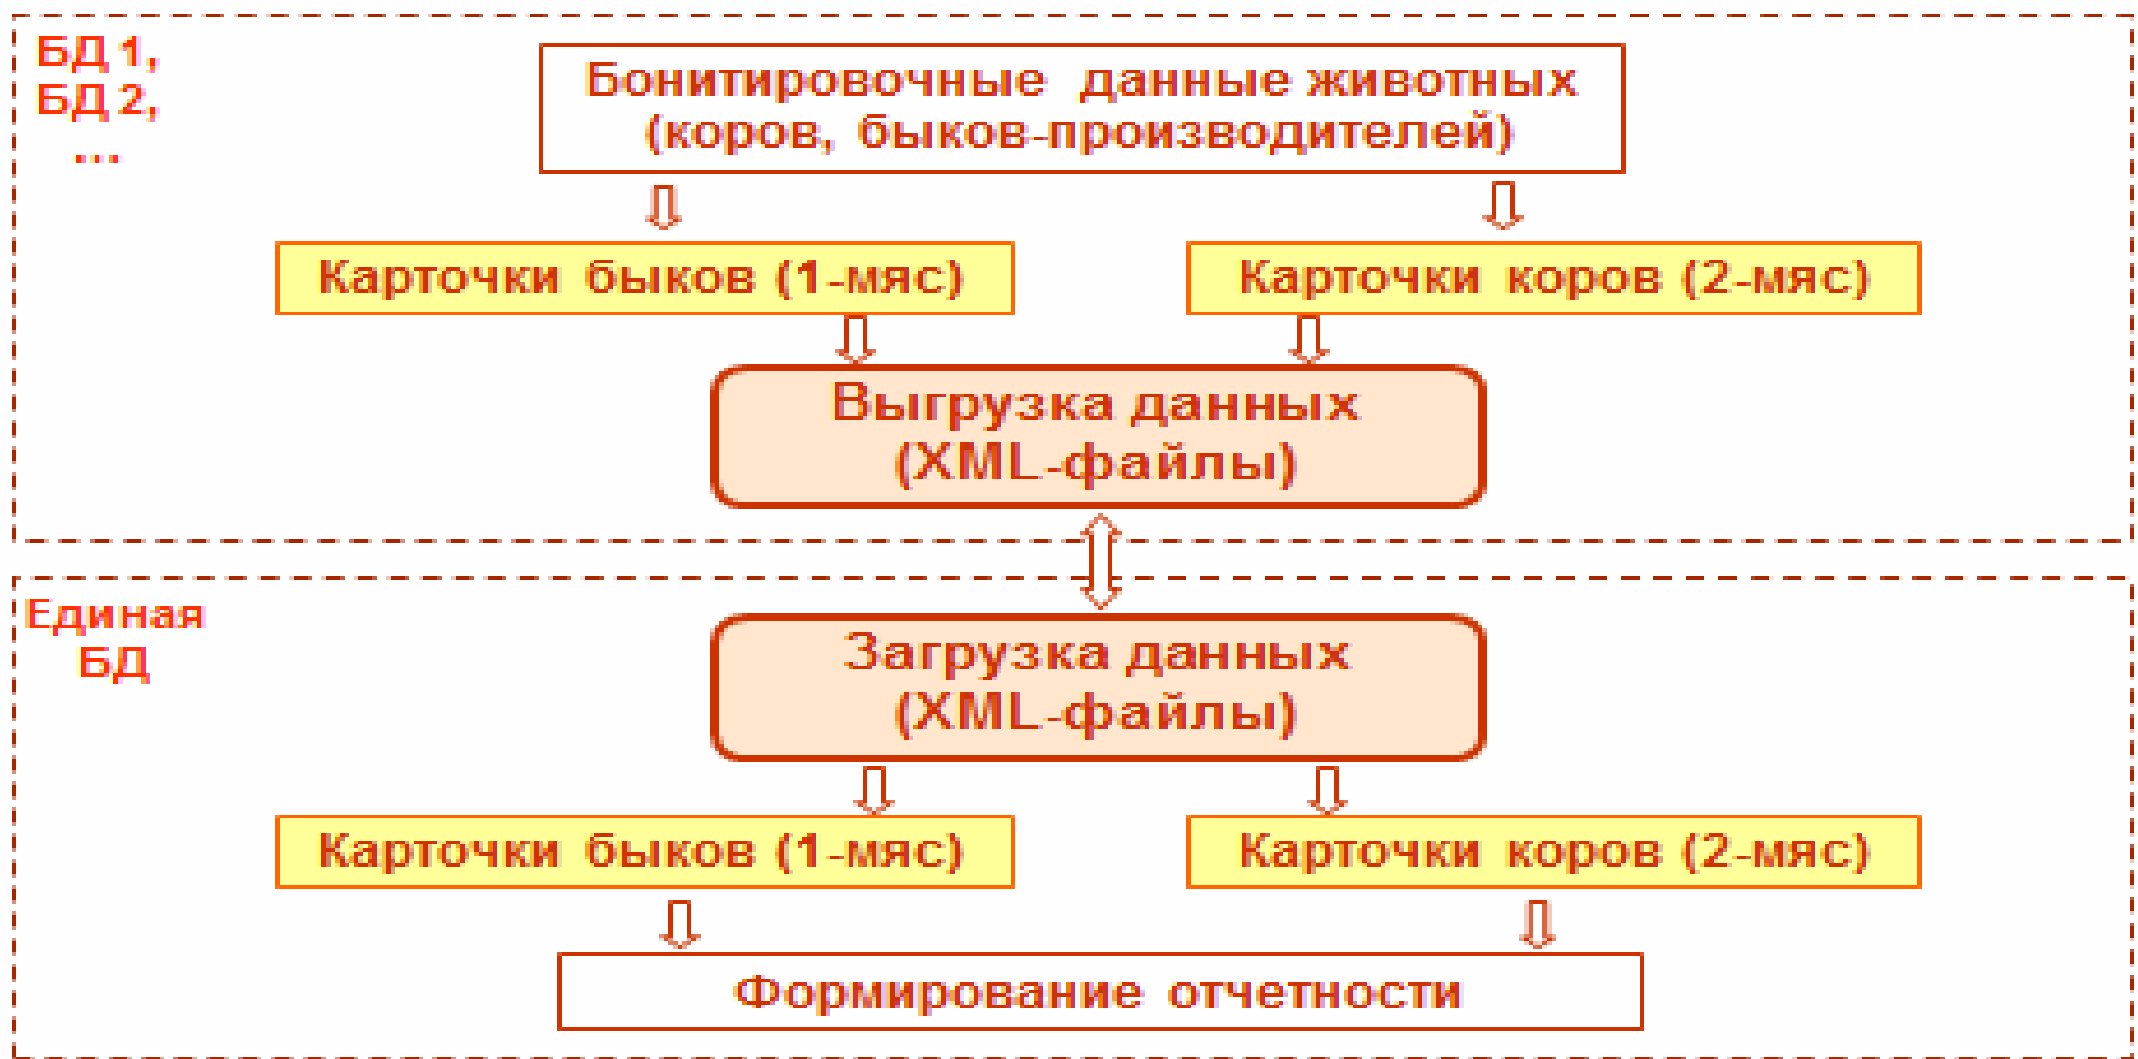 БД 1,
БД 2,
...
Бонитировочные данные животных
(коров, быков-производителей)
Карточки быков (1-мяс)
Карточки коров (2-мяс)
Выгрузка данных
(XML-файлы)
Единая
БД
Загрузка данных
(XML-файлы)
Карточки быков (1-мяс)
Карточки коров (2-мяс)
Формирование отчетности